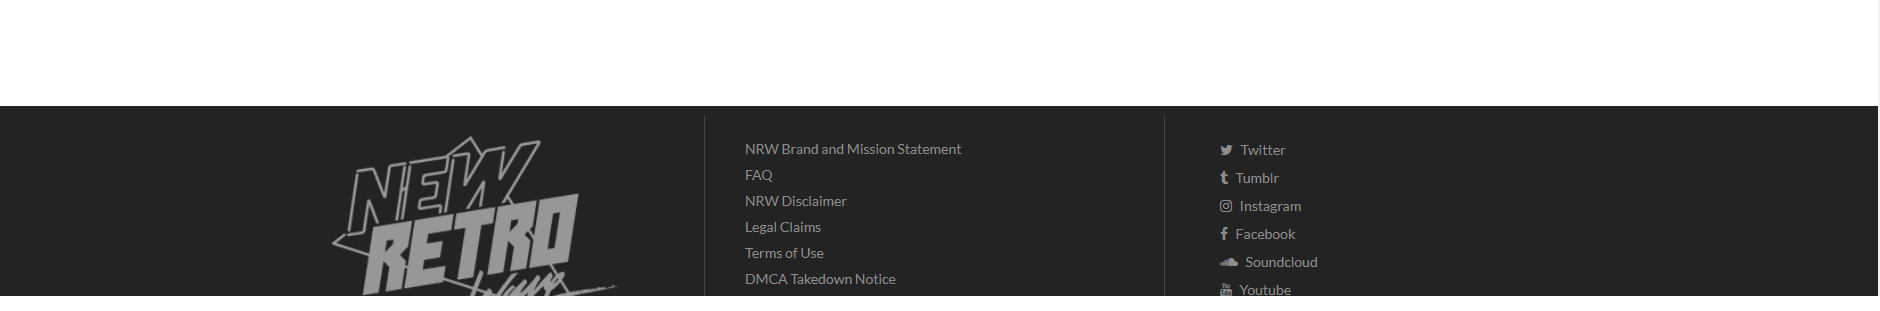 NEW
RETRO
Wave
NRW Brand and Mission Statement
FAQ
NRW Disclaimer
Legal Claims
Terms of Use
DMCA Takedown Notice
Twitter
Tumblr
Instagram
Facebook
Soundcloud
Youtube